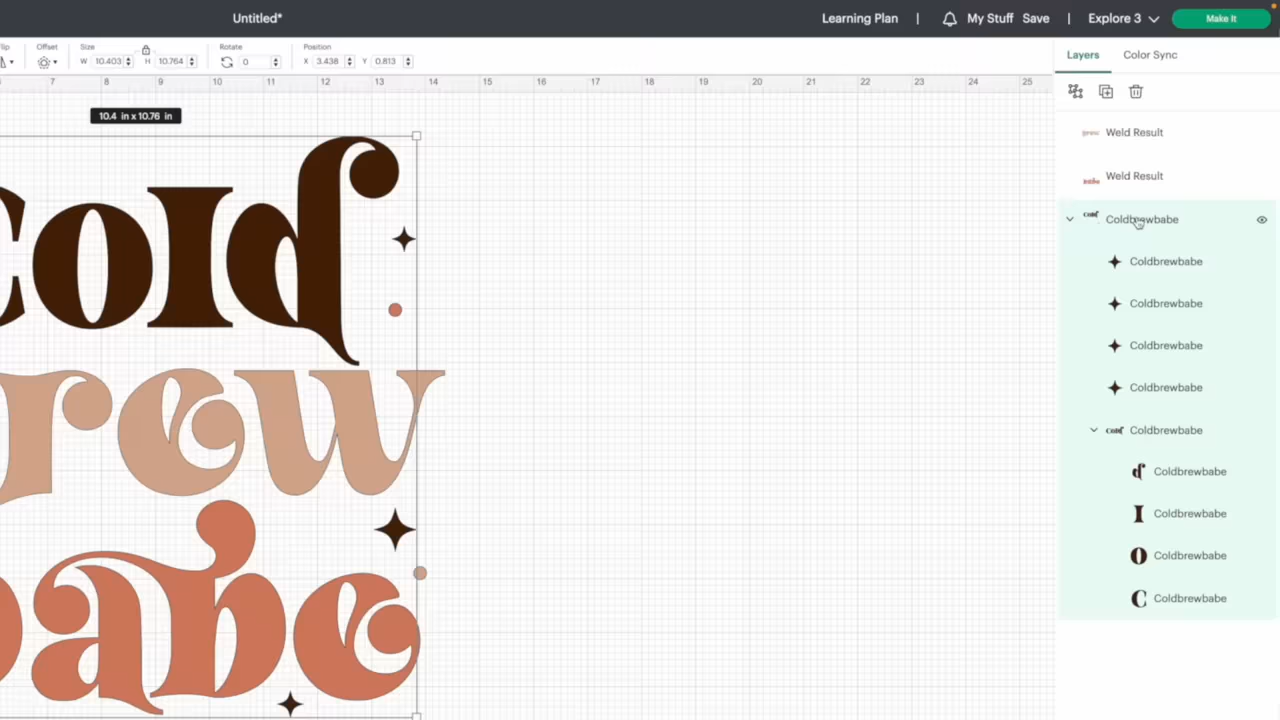 Untitled*
Learning Plan | My Stuff Save | Explore 3 Make It
Flip Offset Size Rotate Position
W 10.403 H 10.764 0 X 3.438 Y 0.813
Layers Color Sync
7 8 9 10 11 12 13 14 15 16 17 18 19 20 21 22 23 24 25
10.4 in x 10.76 in
Cold
rew
babe
Weld Result
Weld Result
Coldbrewbabe
Coldbrewbabe
Coldbrewbabe
Coldbrewbabe
Coldbrewbabe
Coldbrewbabe
d Coldbrewbabe
I Coldbrewbabe
O Coldbrewbabe
C Coldbrewbabe